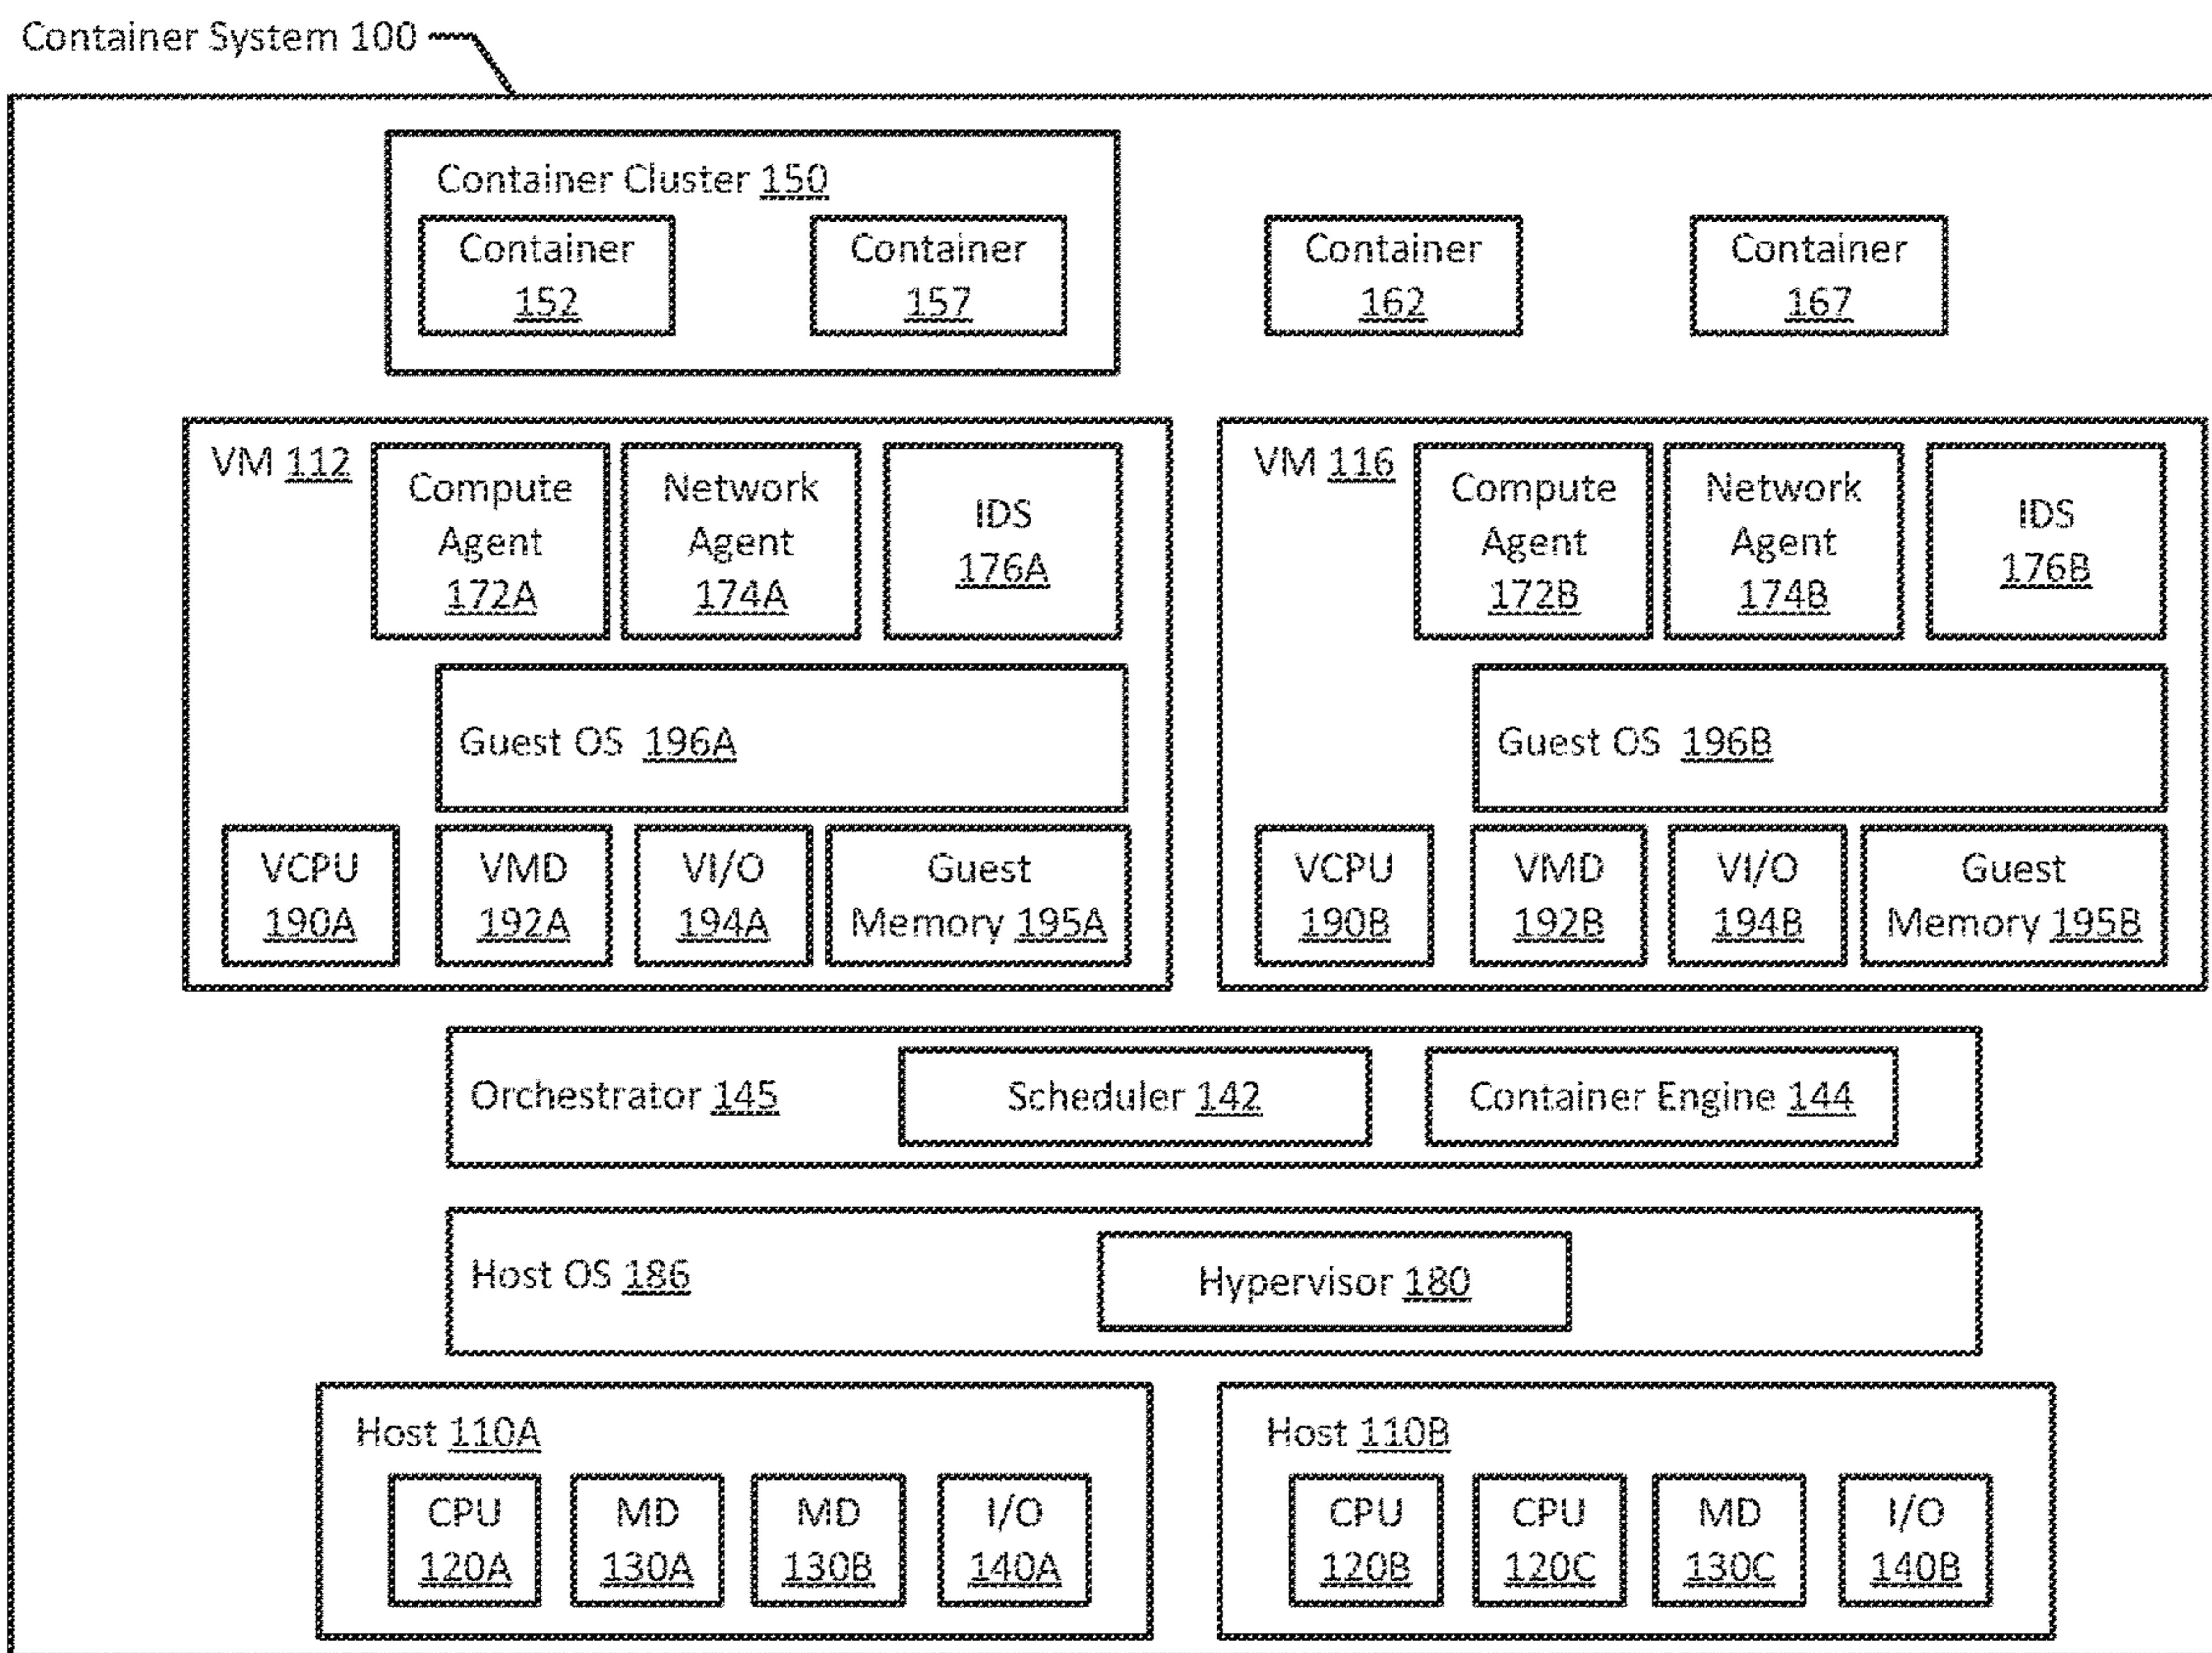 Container System 100
Container Cluster 150
Container
152
Container
157
Container
162
Container
167
VM 112
Compute
Agent
172A
Network
Agent
174A
IDS
176A
Guest OS 196A
VCPU
190A
VMD
192A
VI/O
194A
Guest
Memory 195A
VM 116
Compute
Agent
172B
Network
Agent
174B
IDS
176B
Guest OS 196B
VCPU
190B
VMD
192B
VI/O
194B
Guest
Memory 195B
Orchestrator 145
Scheduler 142
Container Engine 144
Host OS 186
Hypervisor 180
Host 110A
CPU
120A
MD
130A
MD
130B
I/O
140A
Host 110B
CPU
120B
CPU
120C
MD
130C
I/O
140B